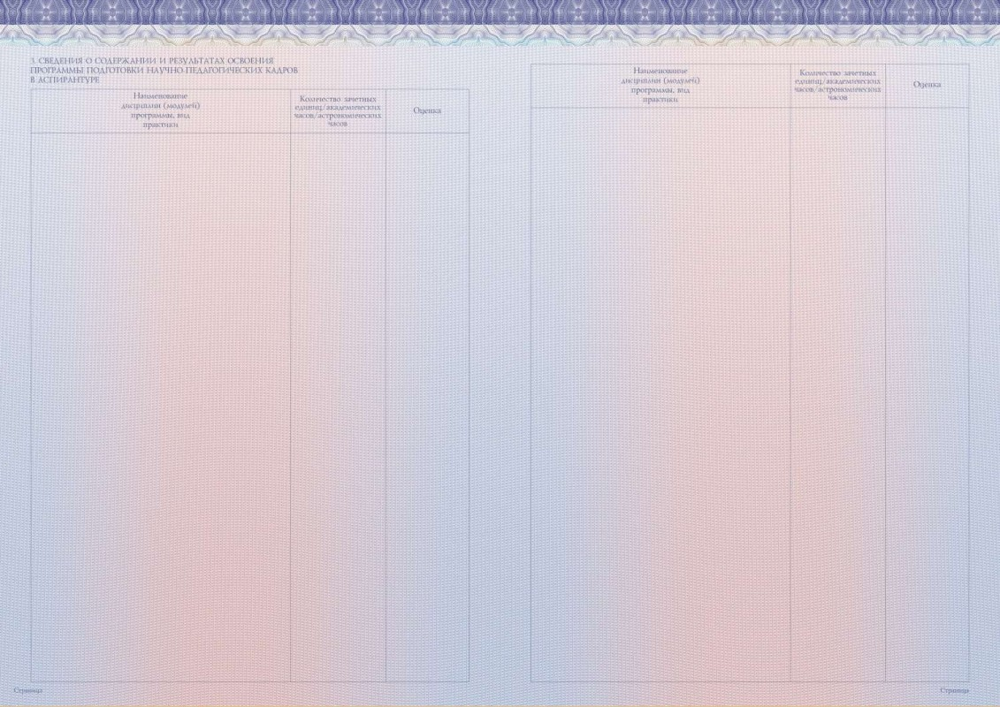 3. СВЕДЕНИЯ О СОДЕРЖАНИИ И РЕЗУЛЬТАТАХ ОСВОЕНИЯ
ПРОГРАММЫ ПОДГОТОВКИ НАУЧНО-ПЕДАГОГИЧЕСКИХ КАДРОВ
В АСПИРАНТУРЕ
Наименование
дисциплин (модулей)
программы, вид
практики
Количество зачетных
единиц/академических
часов/астрономических
часов
Оценка
Страница
Наименование
дисциплин (модулей)
программы, вид
практики
Количество зачетных
единиц/академических
часов/астрономических
часов
Оценка
Страница